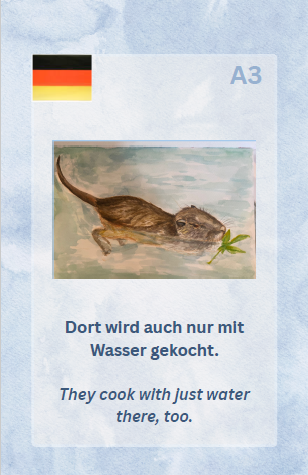 A3
Dort wird auch nur mit
Wasser gekocht.
They cook with just water
there, too.